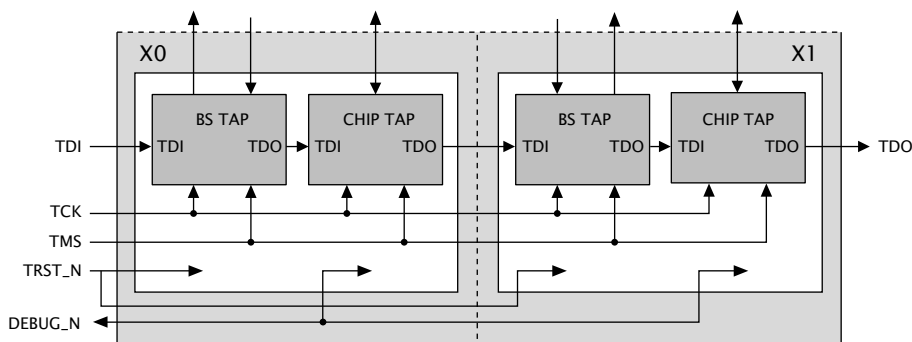 X0
X1
BS TAP
CHIP TAP
BS TAP
CHIP TAP
TDI
TDI
TDO
TDI
TDO
TDI
TDO
TDI
TDO
TDO
TCK
TMS
TRST_N
DEBUG_N